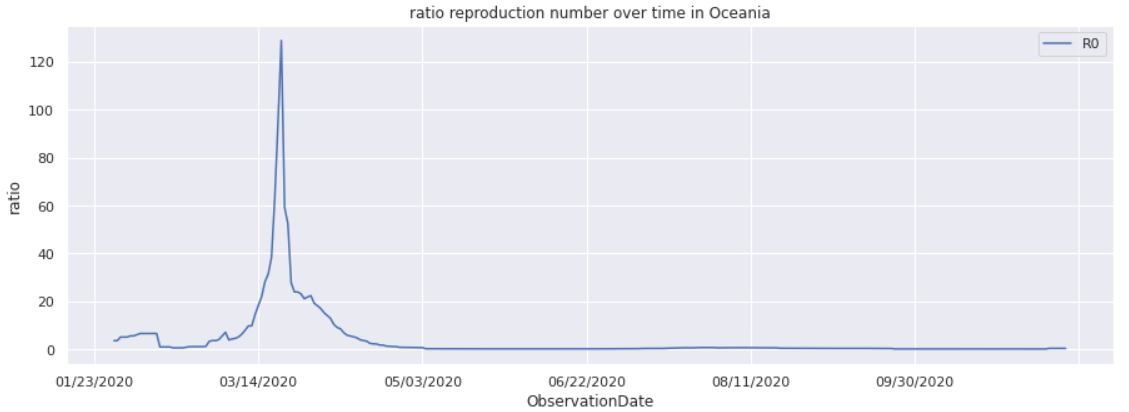 ratio reproduction number over time in Oceania
R0
120
100
80
60
40
20
0
ratio
01/23/2020 03/14/2020 05/03/2020 06/22/2020 08/11/2020 09/30/2020
ObservationDate